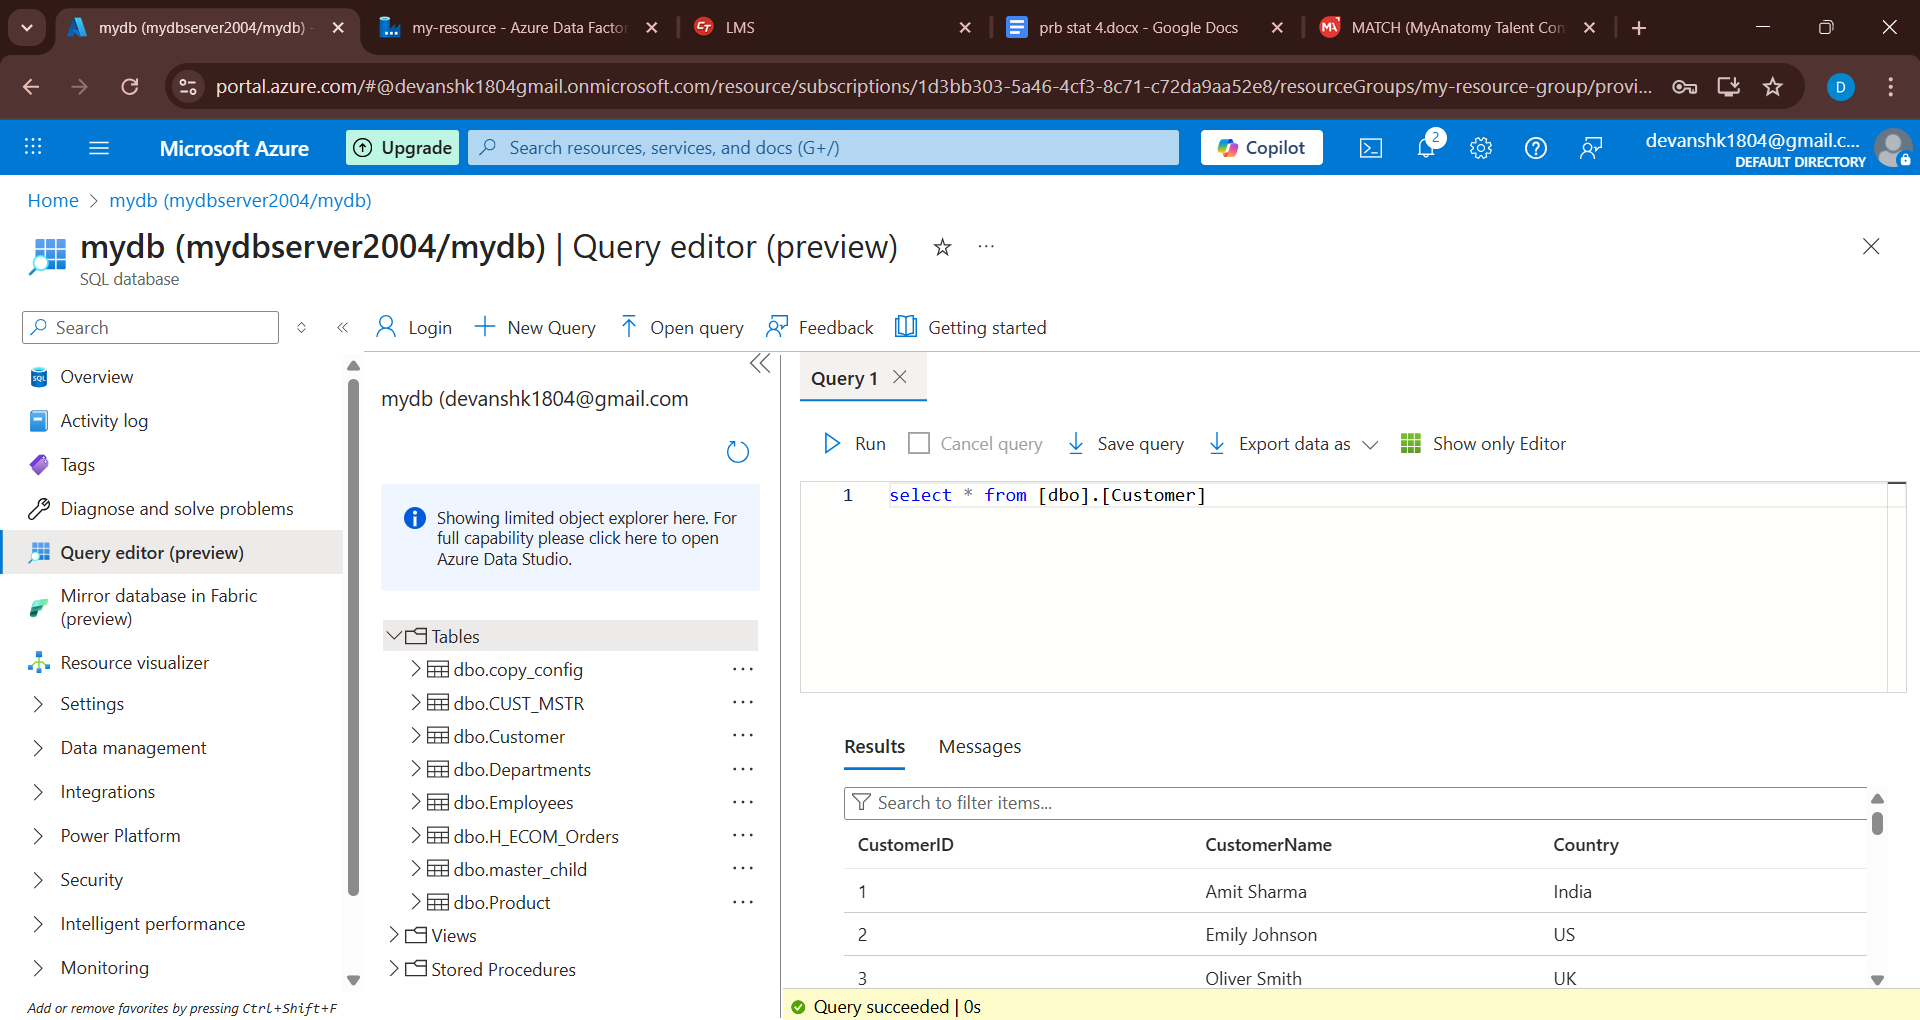 mydb (mydbserver2004/mydb) -
my-resource - Azure Data Factor
LMS
prb stat 4.docx - Google Docs
MATCH (MyAnatomy Talent Con
portal.azure.com/#@devanshk1804gmail.onmicrosoft.com/resource/subscriptions/1d3bb303-5a46-4cf3-8c71-c72da9aa52e8/resourceGroups/my-resource-group/provi...
D
Microsoft Azure
Upgrade
Search resources, services, and docs (G+/)
Copilot
2
devanshk1804@gmail.c...
DEFAULT DIRECTORY
Home > mydb (mydbserver2004/mydb)
mydb (mydbserver2004/mydb) | Query editor (preview)
SQL database
Search
Login
New Query
Open query
Feedback
Getting started
Overview
Activity log
Tags
Diagnose and solve problems
Query editor (preview)
Mirror database in Fabric
(preview)
Resource visualizer
Settings
Data management
Integrations
Power Platform
Security
Intelligent performance
Monitoring
Add or remove favorites by pressing Ctrl+Shift+F
mydb (devanshk1804@gmail.com
Showing limited object explorer here. For
full capability please click here to open
Azure Data Studio.
Tables
dbo.copy_config
dbo.CUST_MSTR
dbo.Customer
dbo.Departments
dbo.Employees
dbo.H_ECOM_Orders
dbo.master_child
dbo.Product
Views
Stored Procedures
Query 1
Run
Cancel query
Save query
Export data as
Show only Editor
1 select * from [dbo].[Customer]
Results
Messages
Search to filter items...
CustomerID CustomerName Country
1 Amit Sharma India
2 Emily Johnson US
3 Oliver Smith UK
Query succeeded | 0s